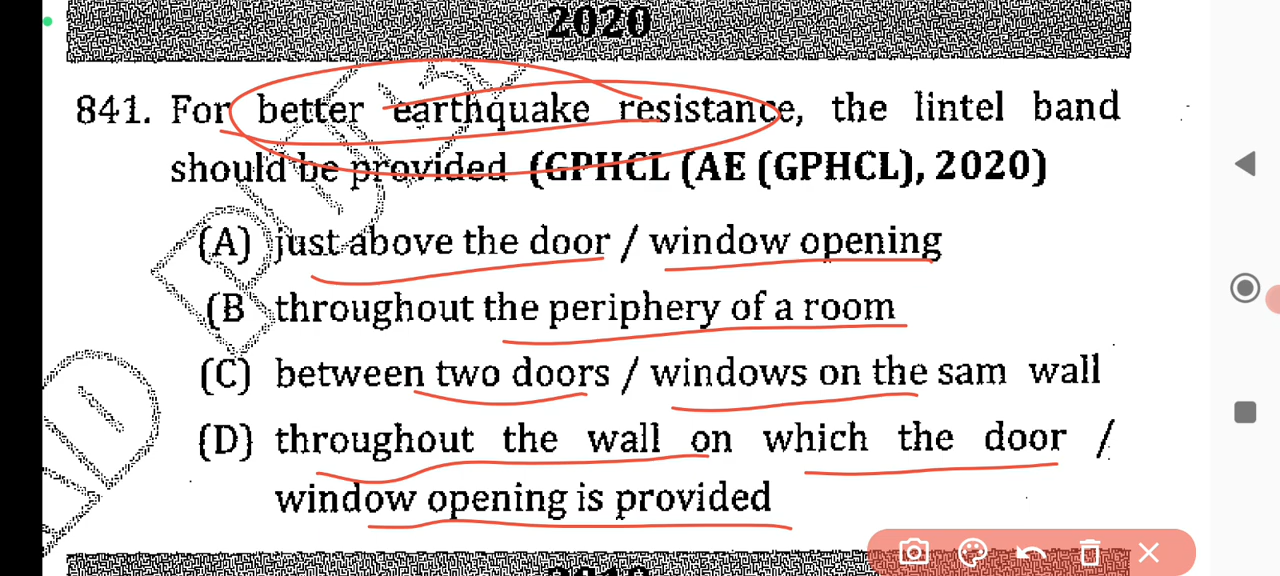 2020
841. For better earthquake resistance, the lintel band
should be provided (GPHCL (AE (GPHCL), 2020)
(A) just above the door / window opening
(B throughout the periphery of a room
(C) between two doors / windows on the sam wall
(D) throughout the wall on which the door /
window opening is provided